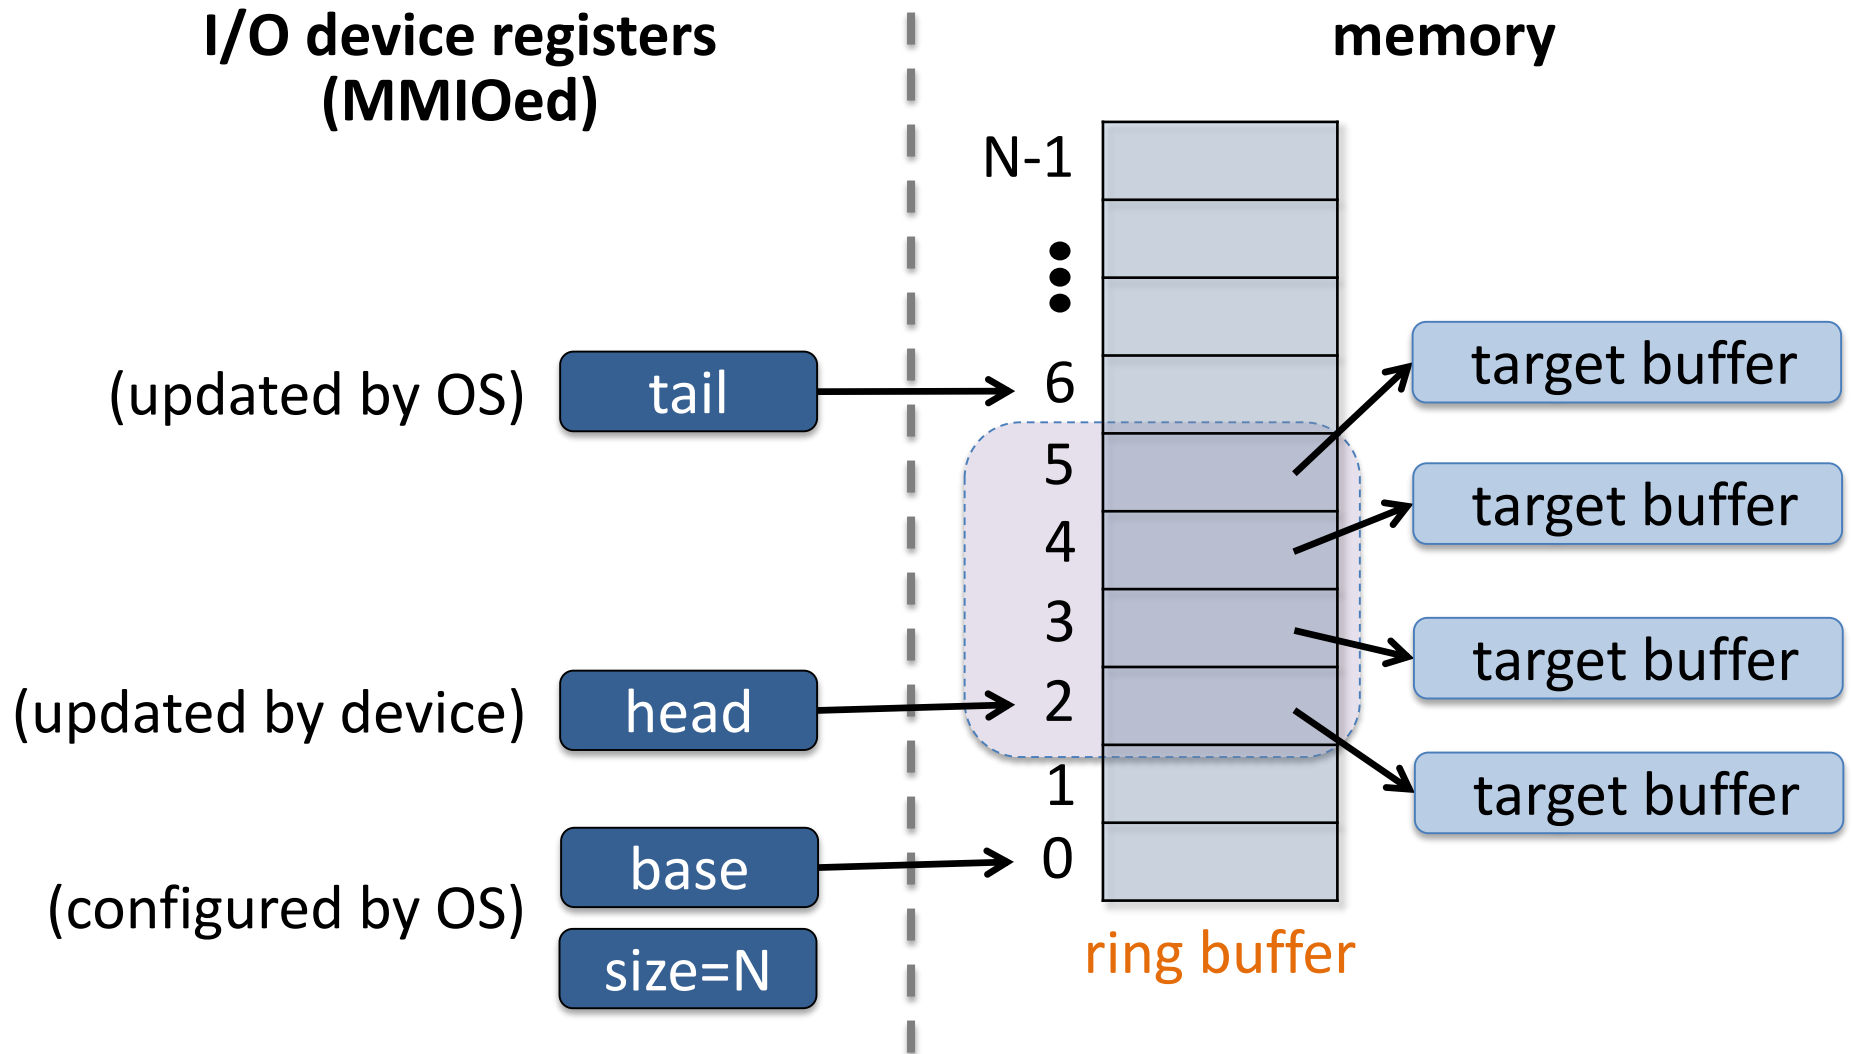 I/O device registers
(MMIOed)
memory
N-1
(updated by OS)
tail
6
target buffer
5
target buffer
4
3
target buffer
(updated by device)
head
2
target buffer
1
base
0
(configured by OS)
ring buffer
size=N